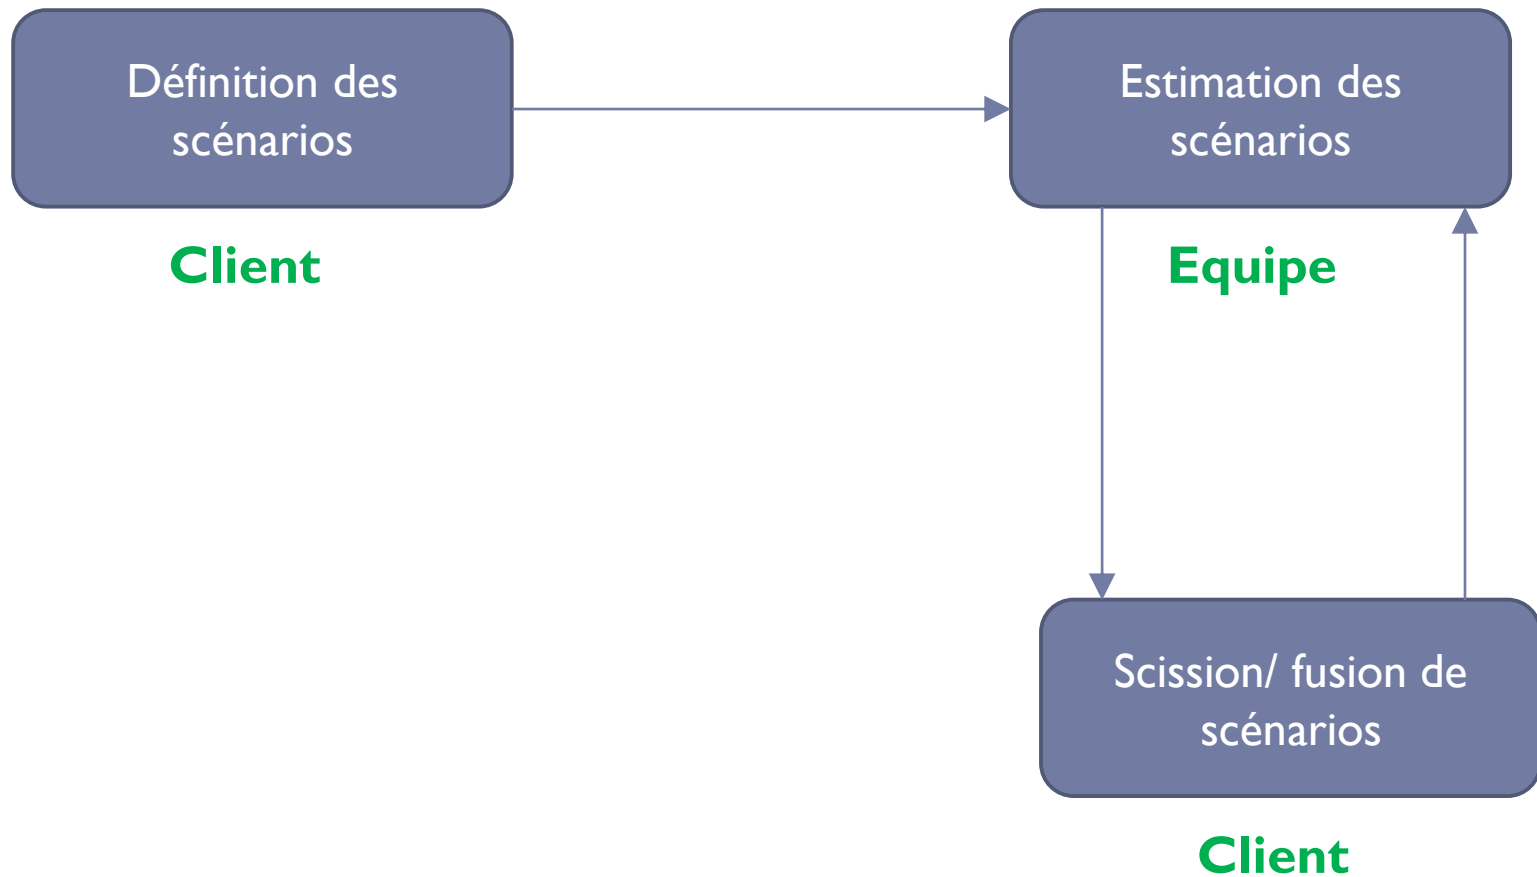 Définition des
scénarios
Client
Estimation des
scénarios
Equipe
Scission/ fusion de
scénarios
Client